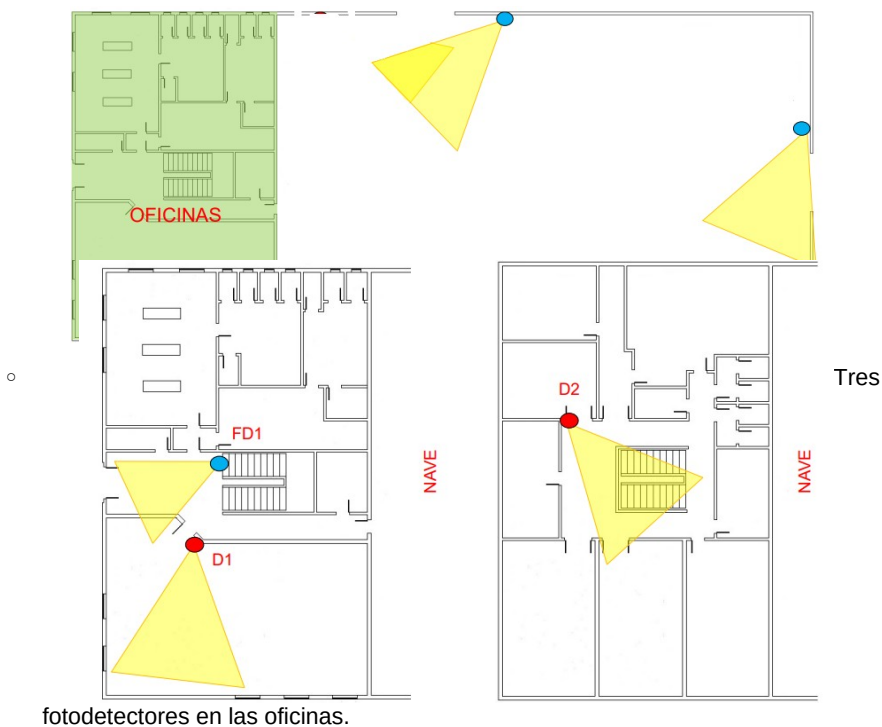 OFICINAS
Tres
D2
FD1
NAVE
NAVE
D1
fotodetectores en las oficinas.